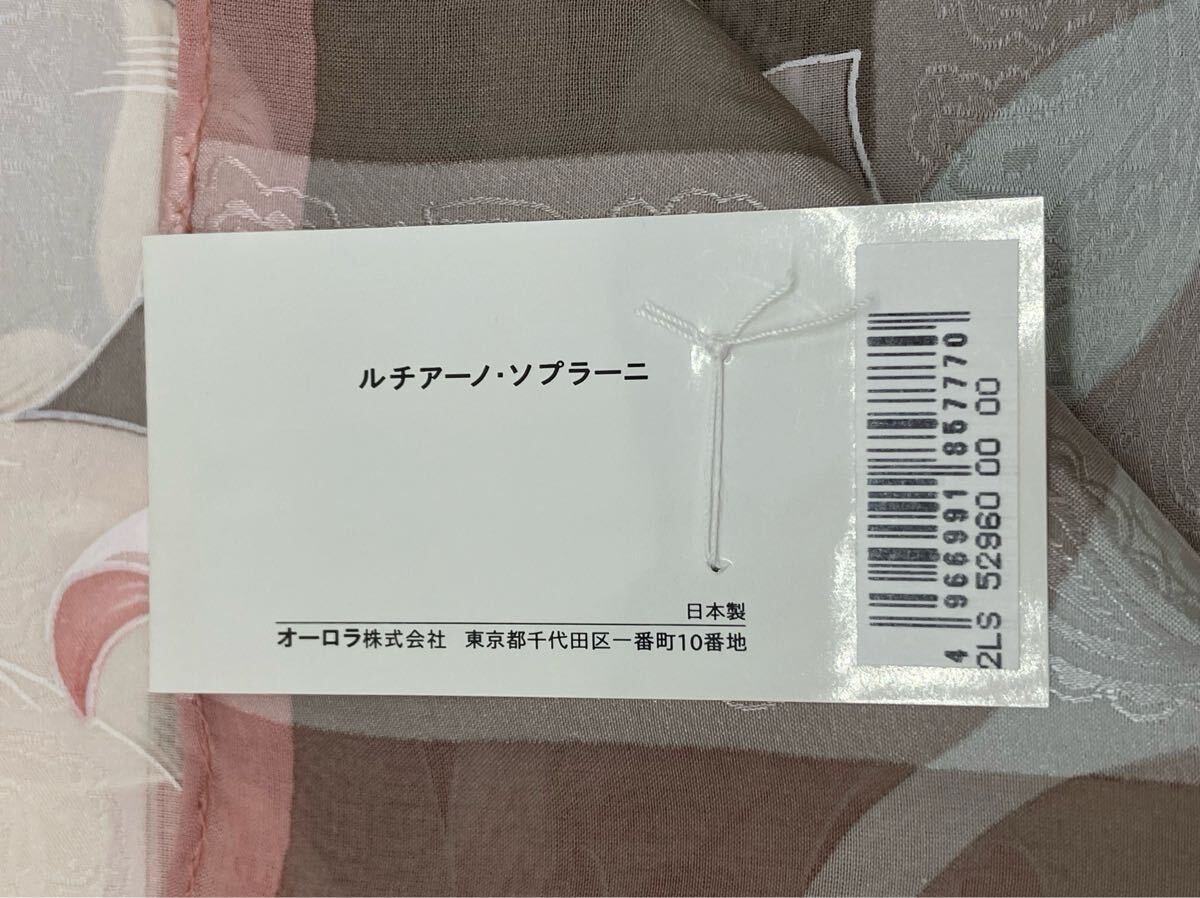 ルチアーノ・ソプラーニ
日本製
オーロラ株式会社 東京都千代田区一番町10番地
4 966991 857770
2LS 52860 00 00